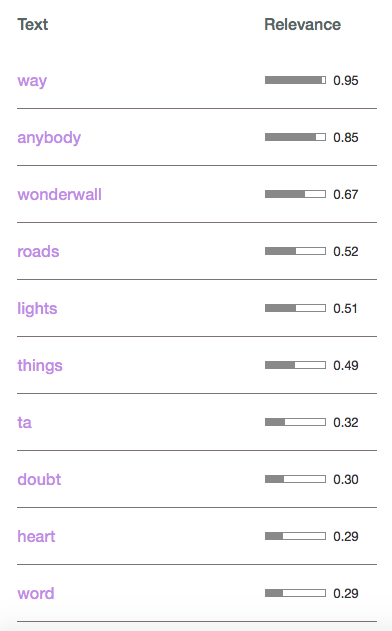 Text Relevance
way 0.95
anybody 0.85
wonderwall 0.67
roads 0.52
lights 0.51
things 0.49
ta 0.32
doubt 0.30
heart 0.29
word 0.29